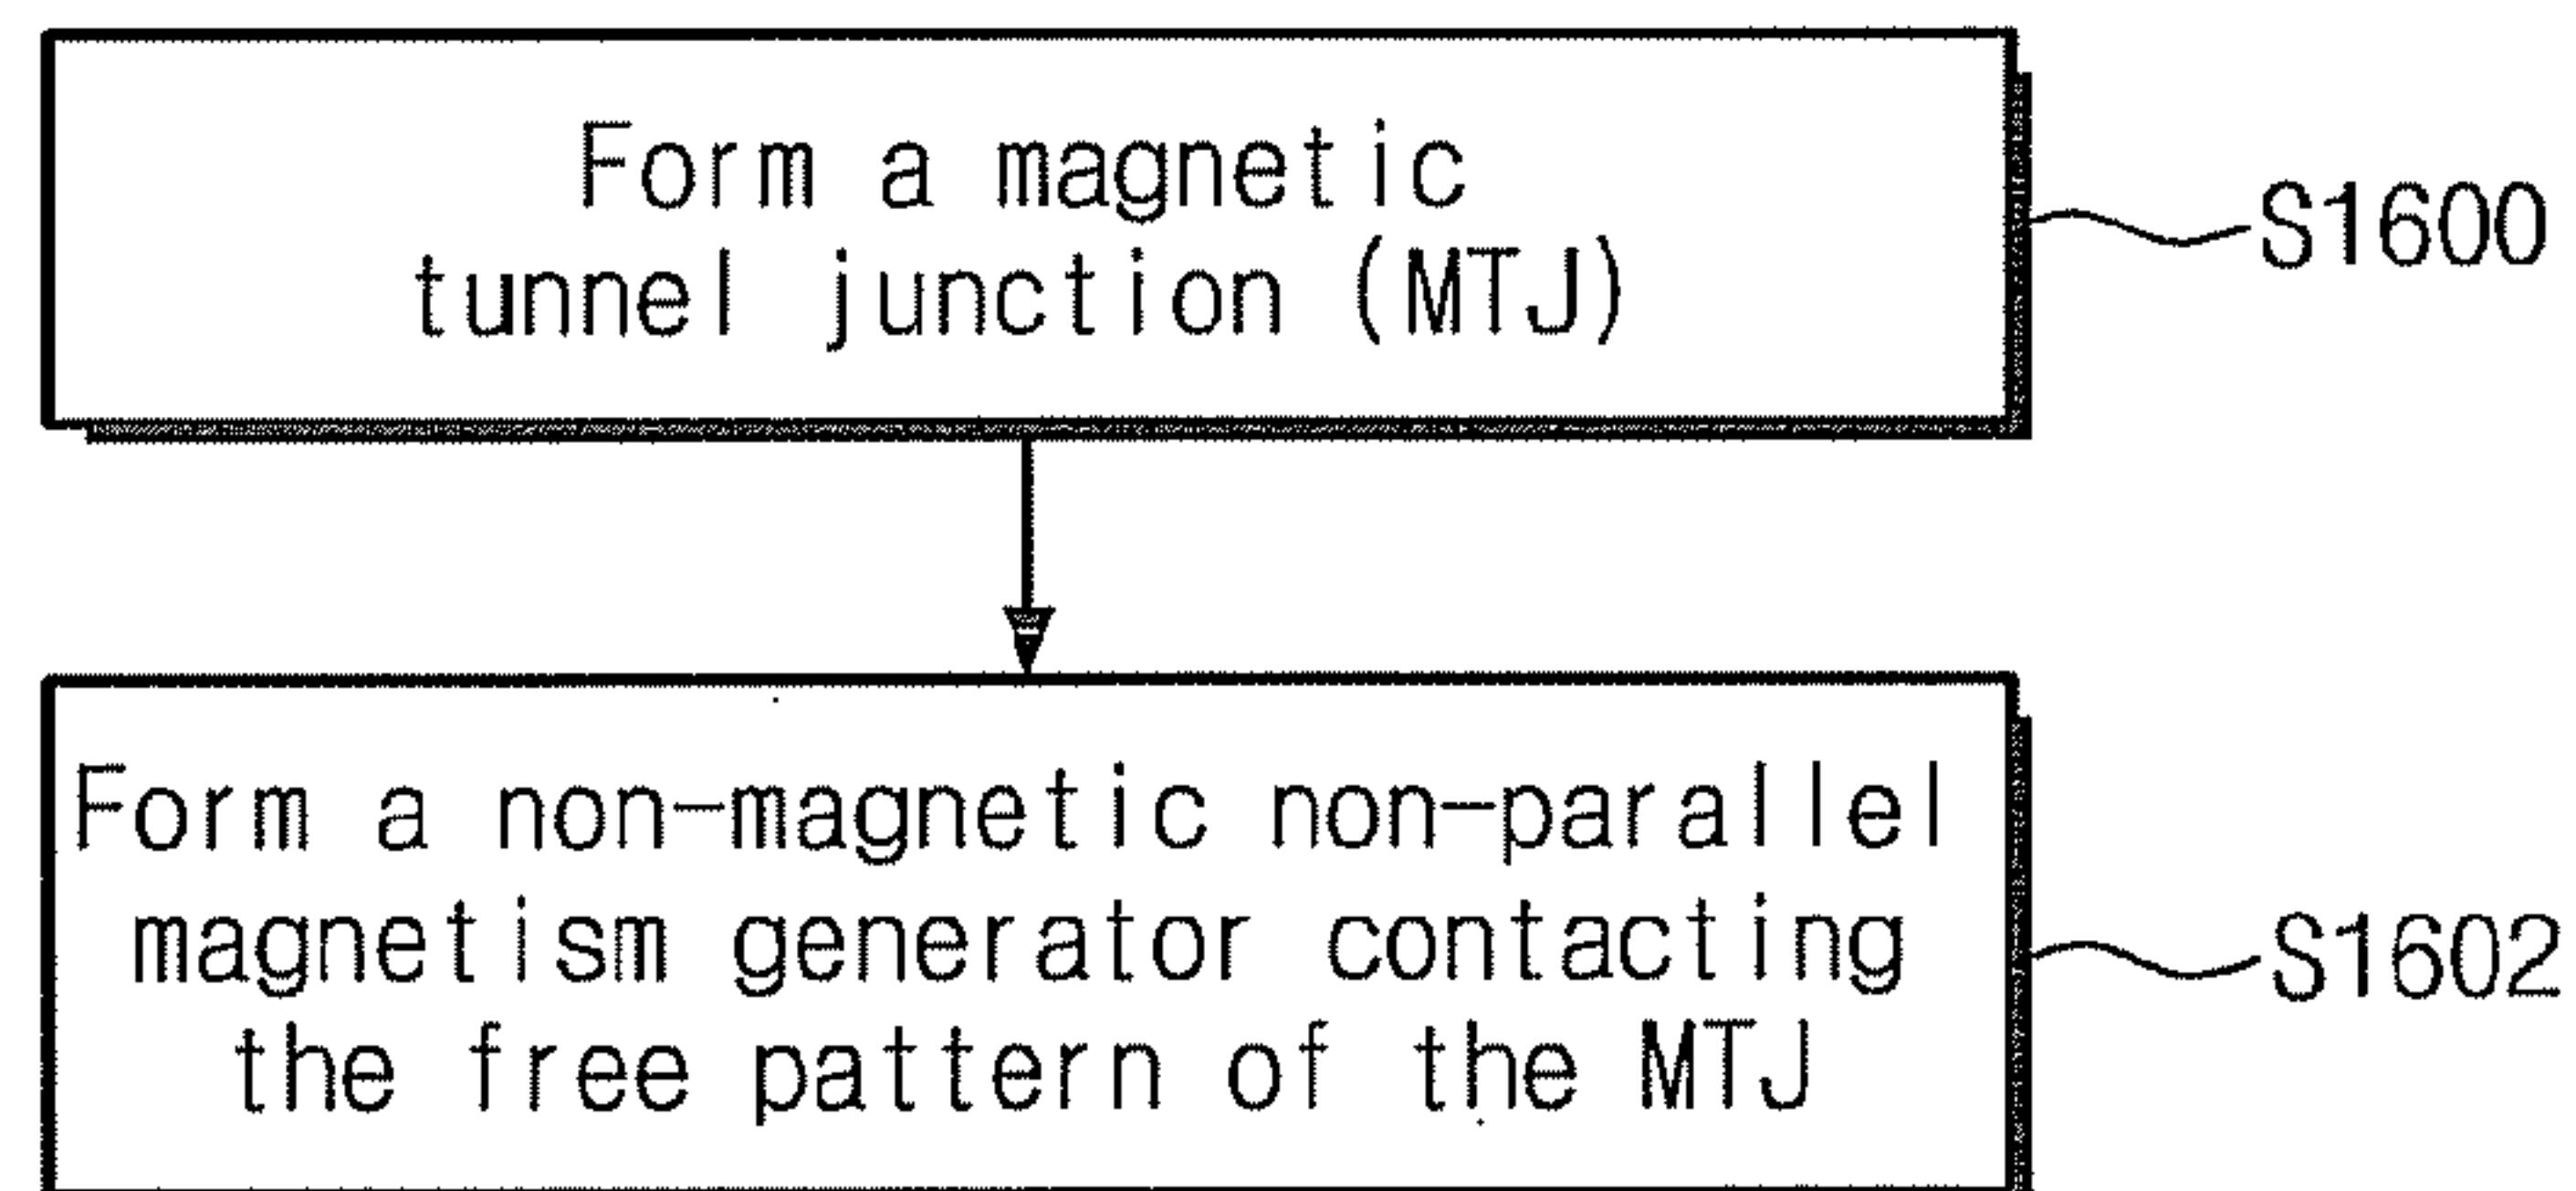 Form a magnetic
tunnel junction (MTJ)
S1600
Form a non-magnetic non-parallel
magnetism generator contacting
the free pattern of the MTJ
S1602